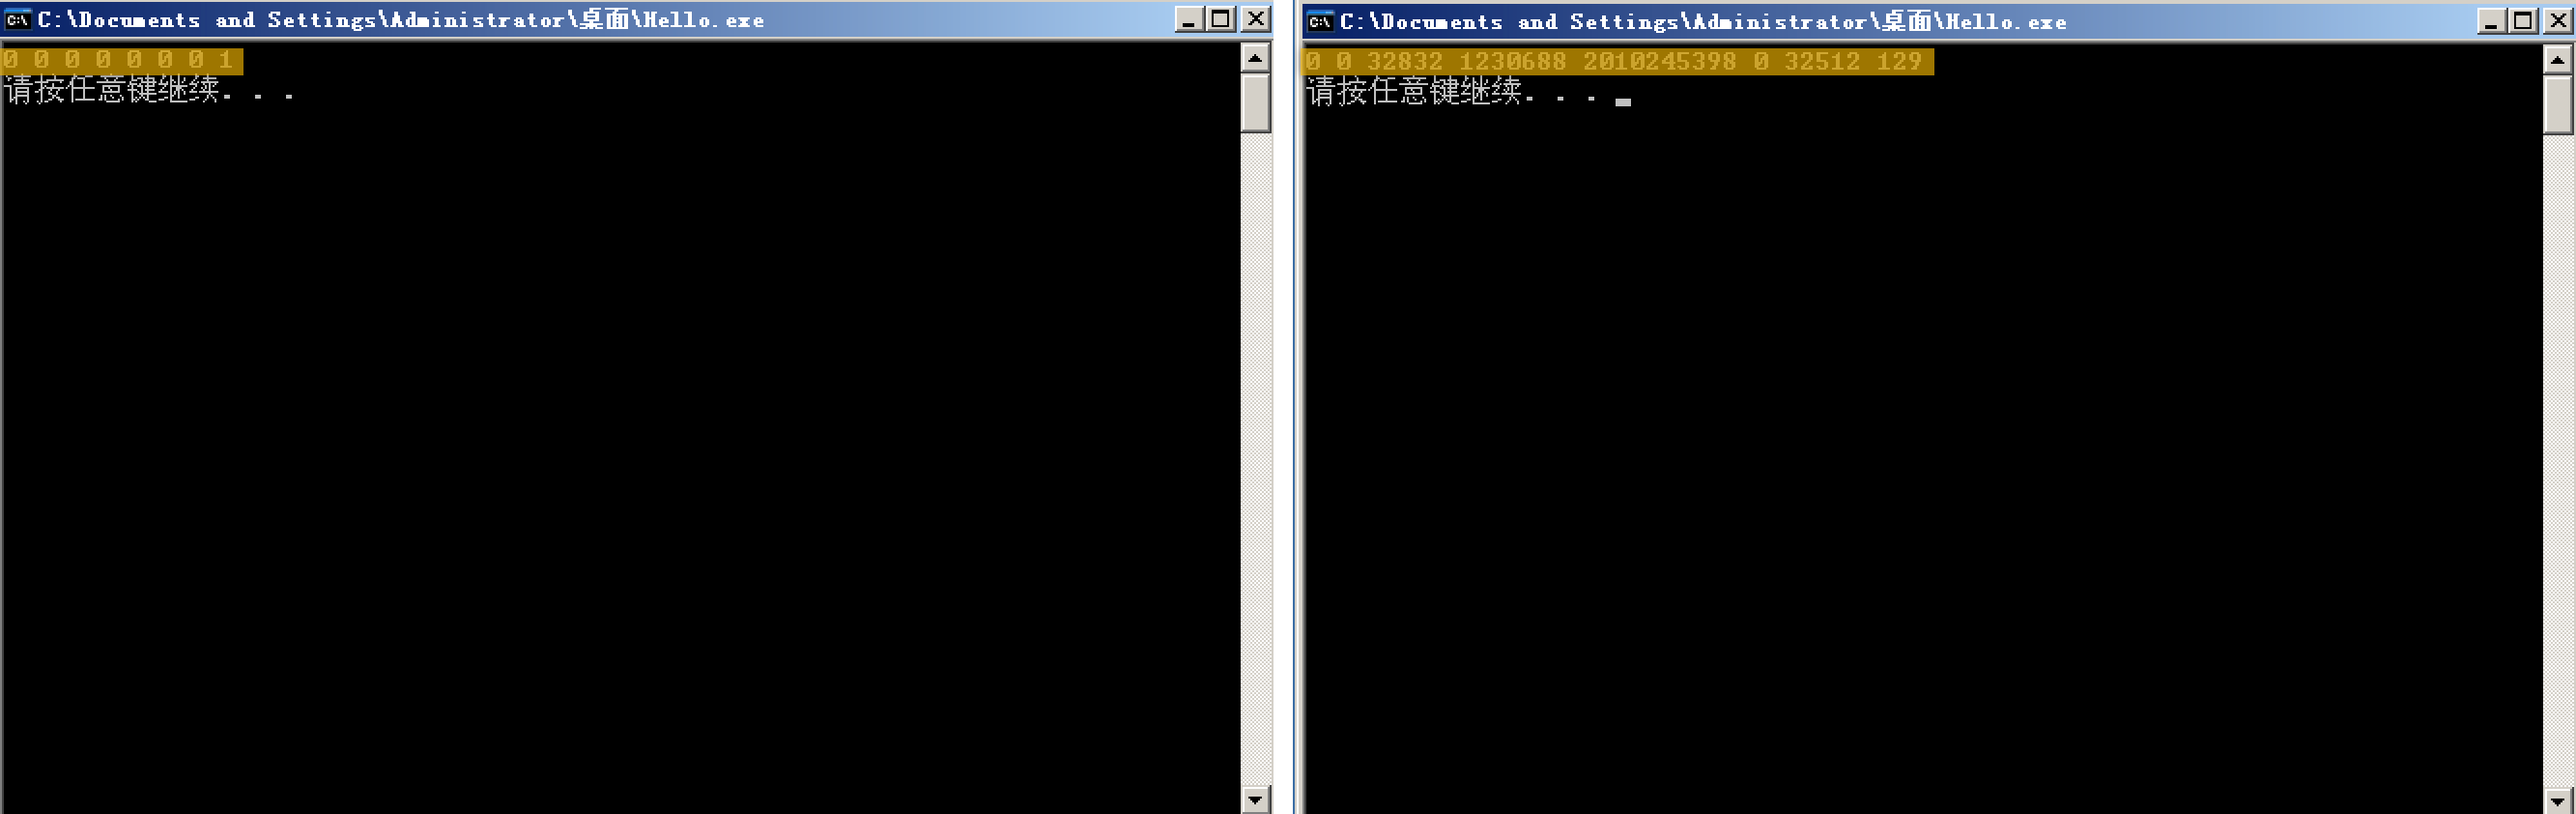 C:\Documents and Settings\Administrator\桌面\Hello.exe
0 0 0 0 0 0 0 1
请按任意键继续. . .
C:\Documents and Settings\Administrator\桌面\Hello.exe
0 0 32832 1230688 2010245398 0 32512 129
请按任意键继续. . .